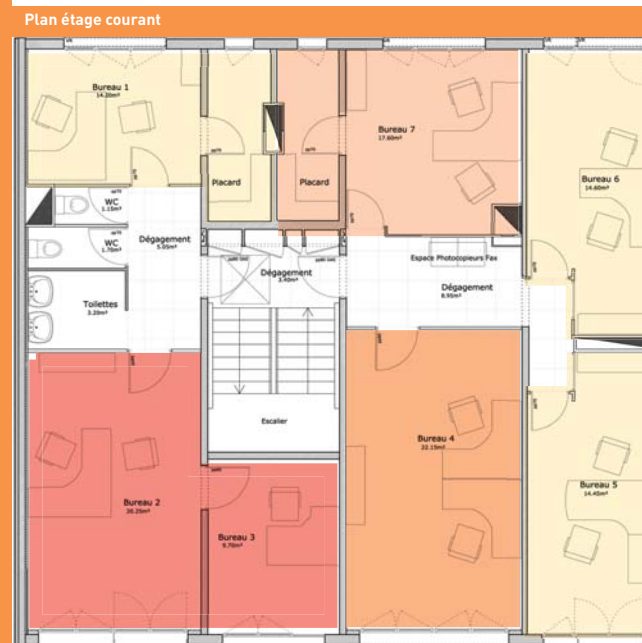 Plan étage courant
Bureau 1
14.20m²
Placard
Placard
Bureau 7
17.60m²
Bureau 6
14.60m²
WC
1.15m²
WC
1.70m²
Dégagement
5.05m²
Dégagement
3.40m²
Espace Photocopieurs Fax
Dégagement
8.95m²
Toilettes
3.20m²
Escalier
Bureau 2
20.25m²
Bureau 3
9.70m²
Bureau 4
22.15m²
Bureau 5
14.45m²